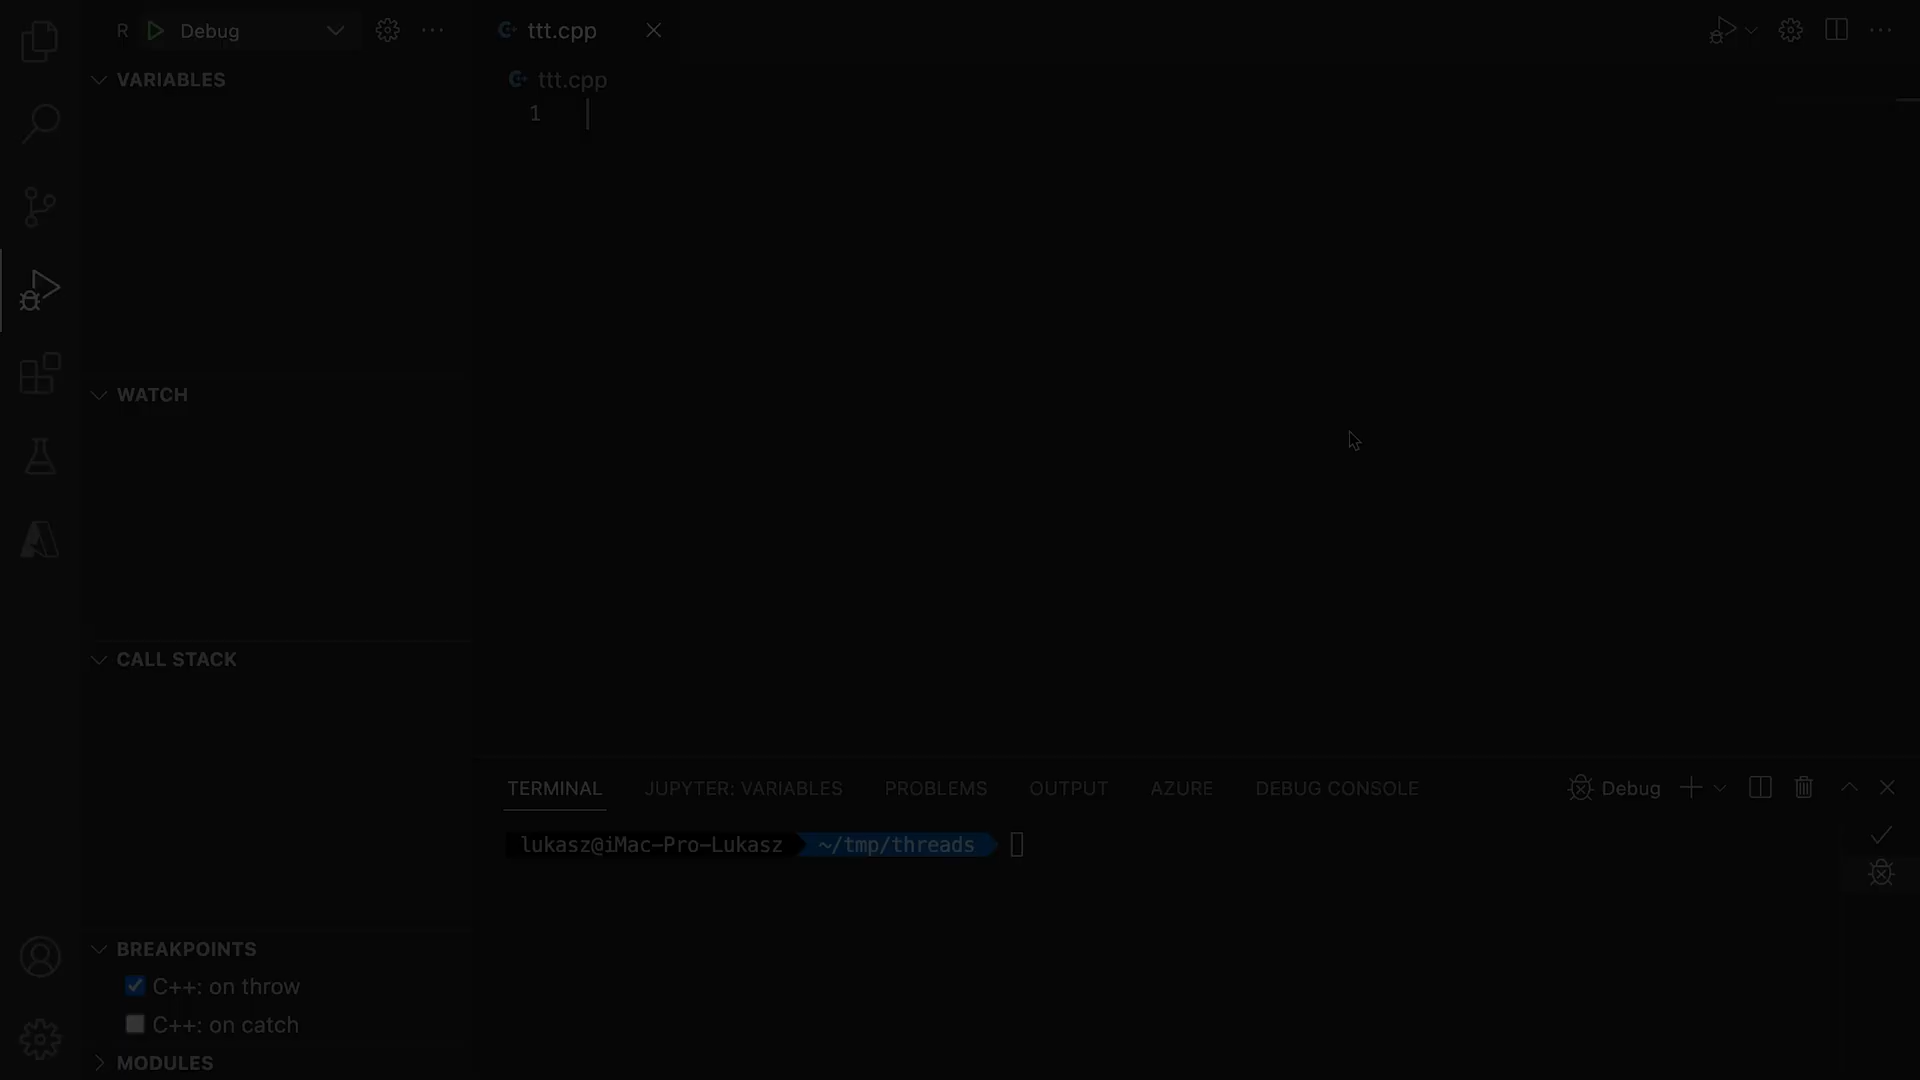 R Debug
ttt.cpp
VARIABLES
ttt.cpp
1
WATCH
CALL STACK
TERMINAL JUPYTER: VARIABLES PROBLEMS OUTPUT AZURE DEBUG CONSOLE Debug
lukasz@iMac-Pro-Lukasz ~/tmp/threads
BREAKPOINTS
C++: on throw
C++: on catch
MODULES